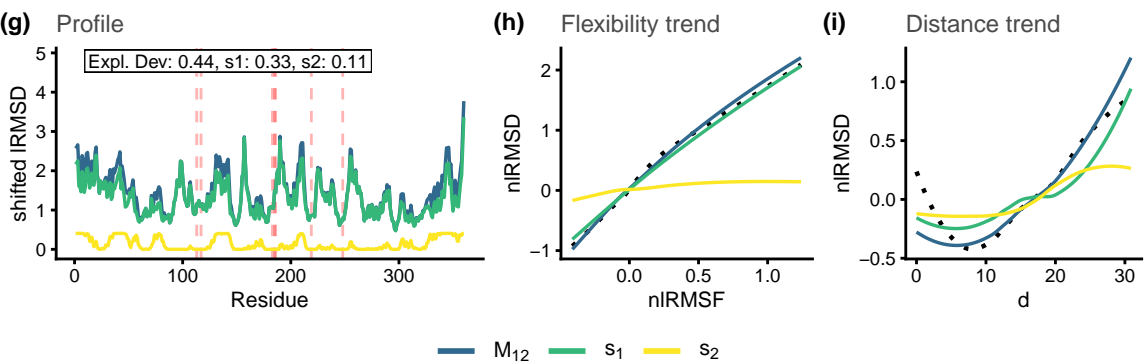 (g) Profile
Expl. Dev: 0.44, s1: 0.33, s2: 0.11
shifted lRMSD
5
4
3
2
1
0
0 100 200 300
Residue
(h) Flexibility trend
nlRMSD
2
1
0
−1
0.0 0.5 1.0
nlRMSF
(i) Distance trend
nlRMSD
1.0
0.5
0.0
−0.5
0 10 20 30
d
M12 s1 s2